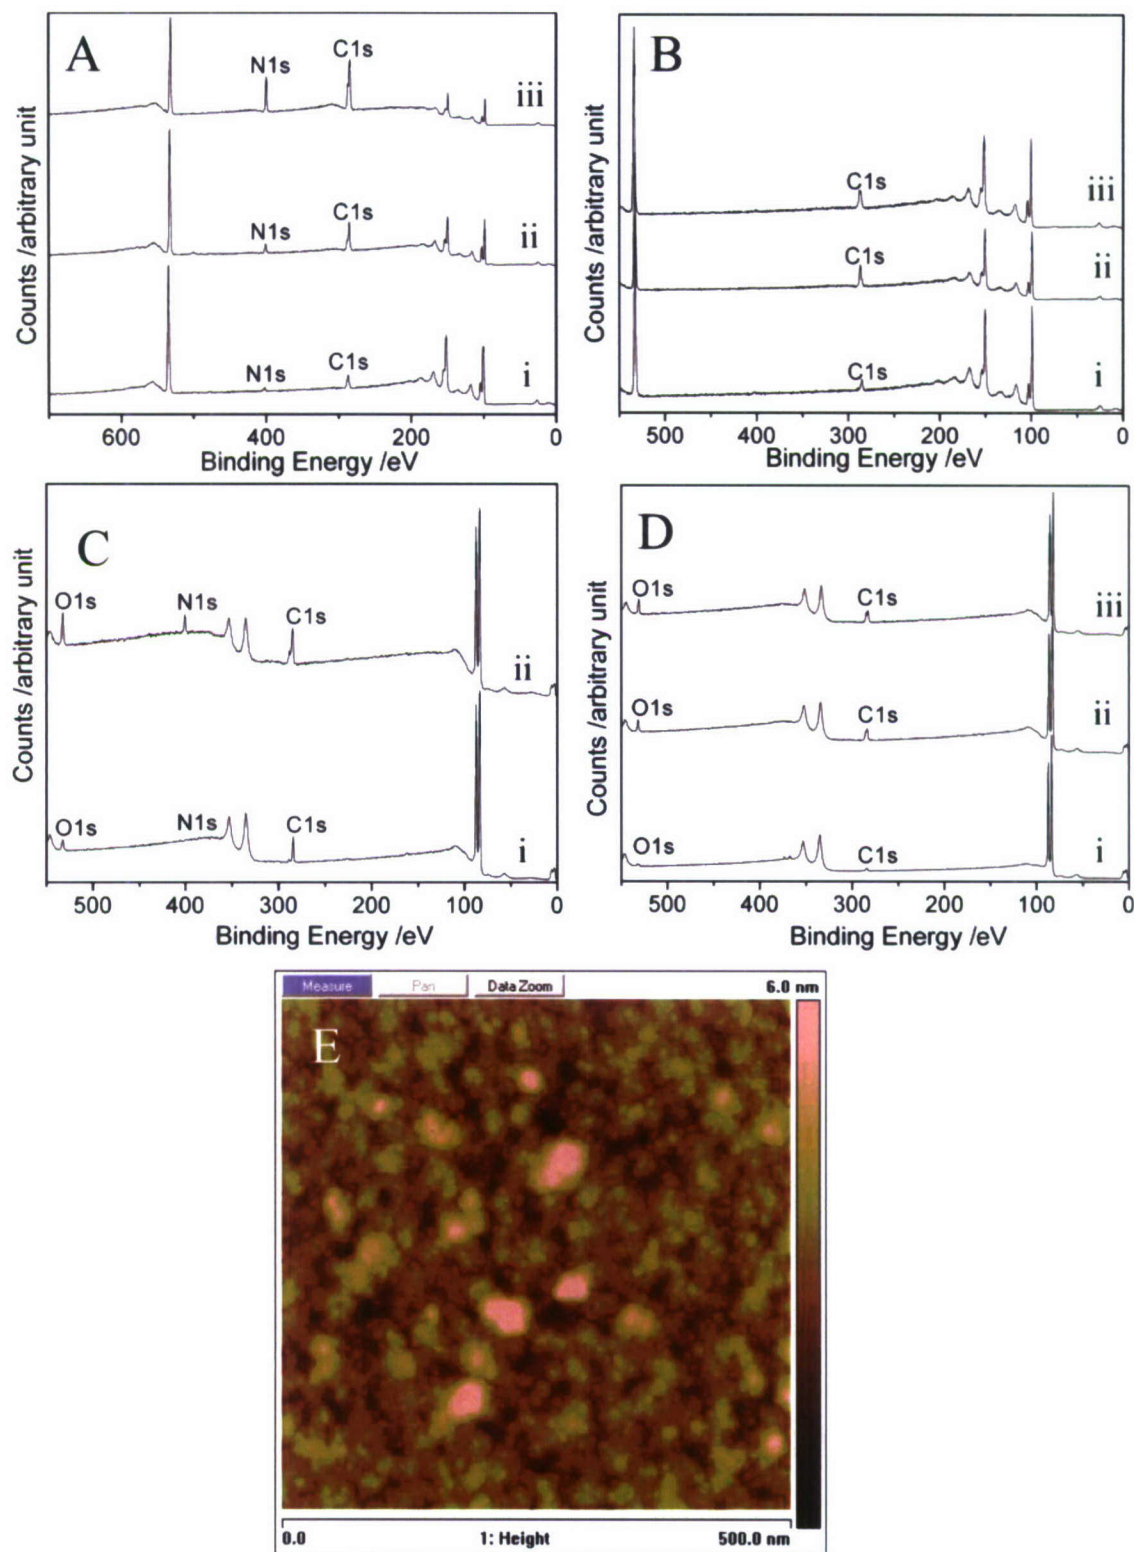 A
N1s
C1s
iii
N1s
C1s
ii
N1s
C1s
i
Counts /arbitrary unit
600
400
200
0
Binding Energy /eV
B
C1s
iii
C1s
ii
C1s
i
Counts /arbitrary unit
500
400
300
200
100
0
Binding Energy /eV
C
O1s
N1s
C1s
ii
O1s
N1s
C1s
i
Counts /arbitrary unit
500
400
300
200
100
0
Binding Energy /eV
D
O1s
C1s
iii
O1s
C1s
ii
O1s
C1s
i
Counts /arbitrary unit
500
400
300
200
100
0
Binding Energy /eV
Measure Pan Data Zoom 6.0 nm
E
0.0 1: Height 500.0 nm